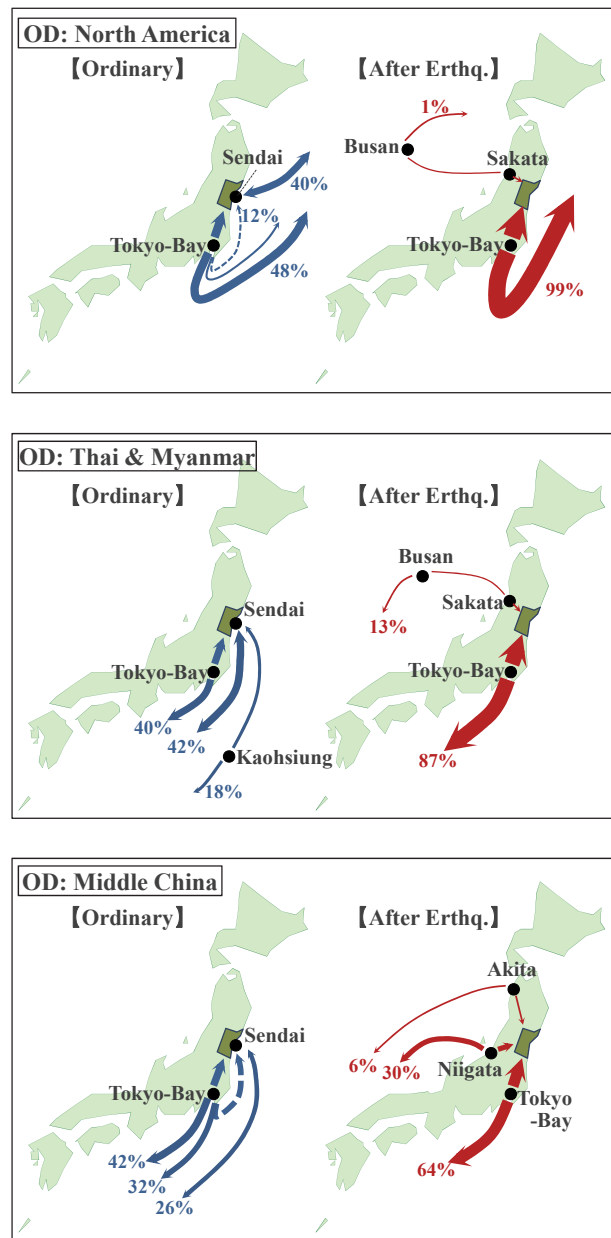 OD: North America
【Ordinary】
【After Erthq.】
1%
Busan
Sendai
Sakata
40%
12%
Tokyo-Bay
Tokyo-Bay
48%
99%
OD: Thai & Myanmar
【Ordinary】
【After Erthq.】
Busan
Sendai
Sakata
13%
Tokyo-Bay
Tokyo-Bay
40%
42%
Kaohsiung
87%
18%
OD: Middle China
【Ordinary】
【After Erthq.】
Akita
Sendai
6%
30%
Niigata
Tokyo-Bay
Tokyo
-Bay
42%
64%
32%
26%